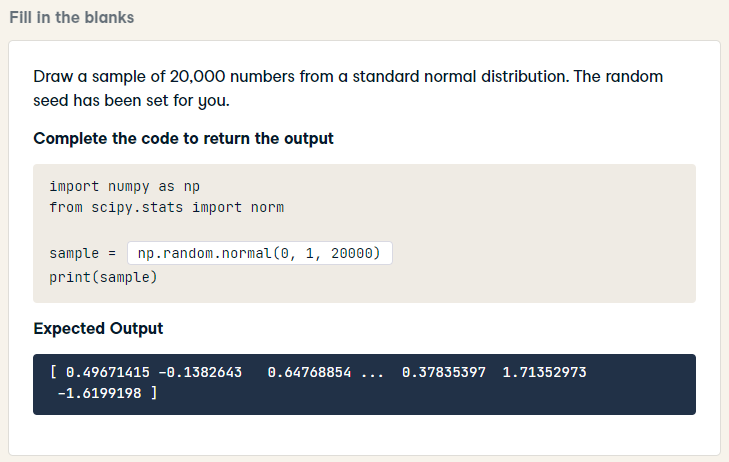 Fill in the blanks
Draw a sample of 20,000 numbers from a standard normal distribution. The random
seed has been set for you.
Complete the code to return the output
import numpy as np
from scipy.stats import norm
sample = np.random.normal(0, 1, 20000)
print(sample)
Expected Output
[ 0.49671415 -0.1382643   0.64768854 ...  0.37835397  1.71352973
 -1.6199198 ]